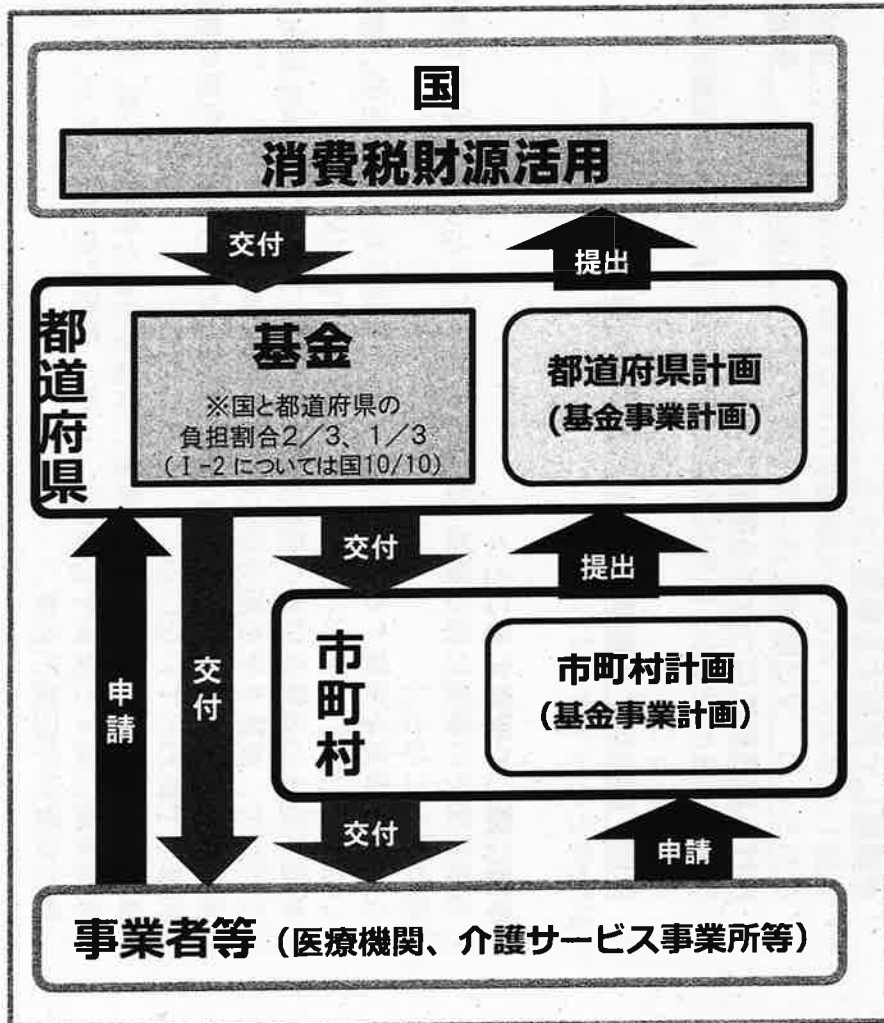 国
消費税財源活用
交付
提出
都道府県
基金
※国と都道府県の
負担割合2/3、1/3
(Ⅰ-2については国10/10)
都道府県計画
(基金事業計画)
交付
提出
申請
交付
市町村
市町村計画
(基金事業計画)
交付
申請
事業者等(医療機関、介護サービス事業所等)